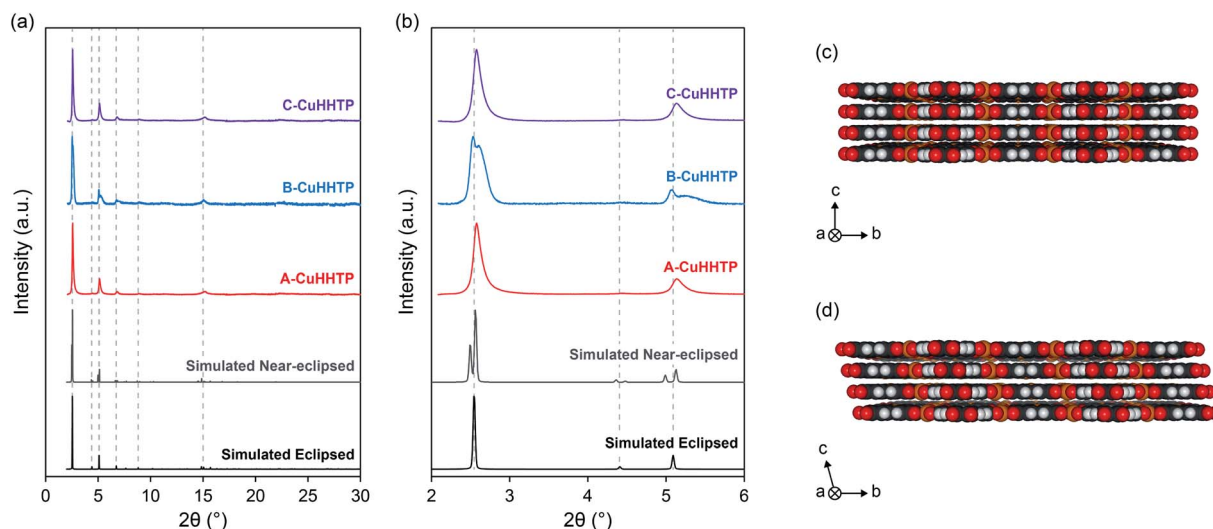 (a)
Intensity (a.u.)
C-CuHHTP
B-CuHHTP
A-CuHHTP
Simulated Near-eclipsed
Simulated Eclipsed
0 5 10 15 20 25 30
2θ (°)
(b)
Intensity (a.u.)
C-CuHHTP
B-CuHHTP
A-CuHHTP
Simulated Near-eclipsed
Simulated Eclipsed
2 3 4 5 6
2θ (°)
(c)
c
a b
(d)
c
a b